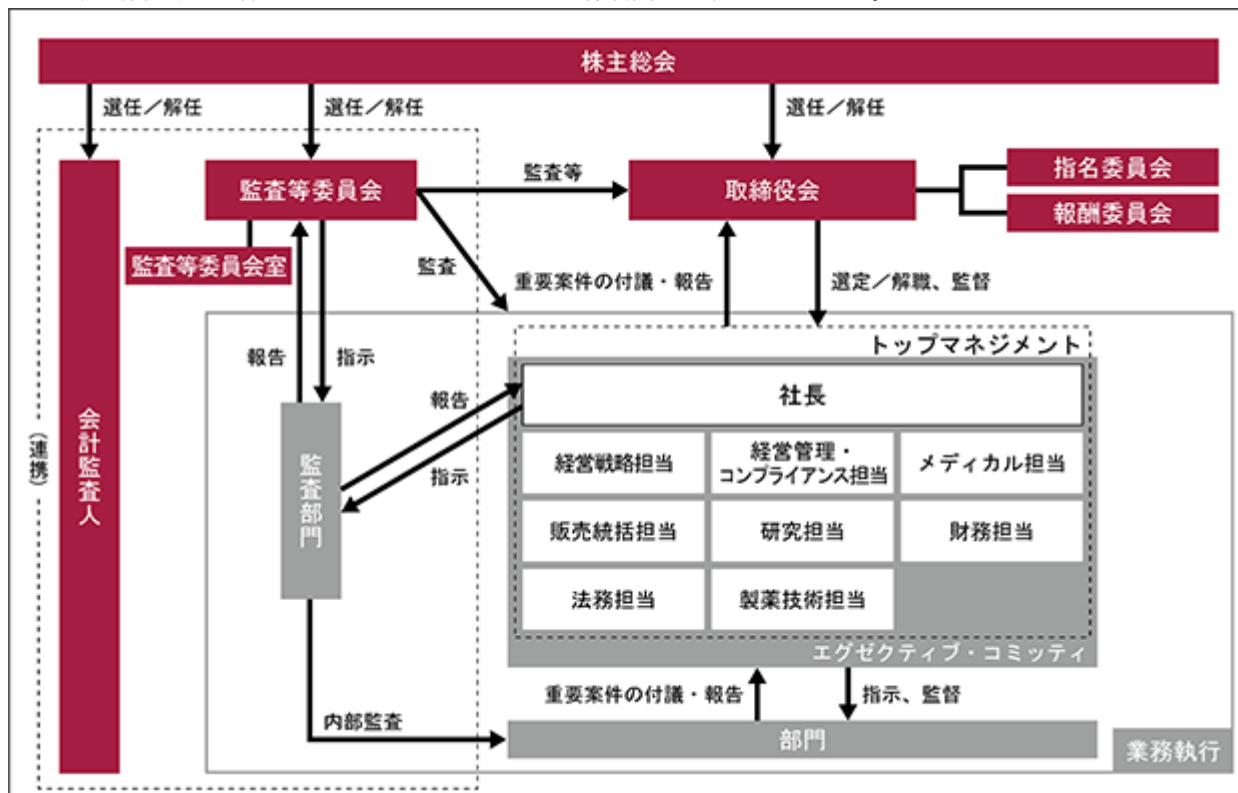 株主総会
選任／解任
選任／解任
選任／解任
監査等委員会
監査等
取締役会
指名委員会
報酬委員会
監査等委員会室
監査
重要案件の付議・報告
選定／解職、監督
トップマネジメント
報告
指示
社長
報告
指示
会計監査人
（連携）
監査部門
経営戦略担当
経営管理・
コンプライアンス担当
メディカル担当
販売統括担当
研究担当
財務担当
法務担当
製薬技術担当
エグゼクティブ・コミッティ
重要案件の付議・報告
指示、監督
内部監査
部門
業務執行